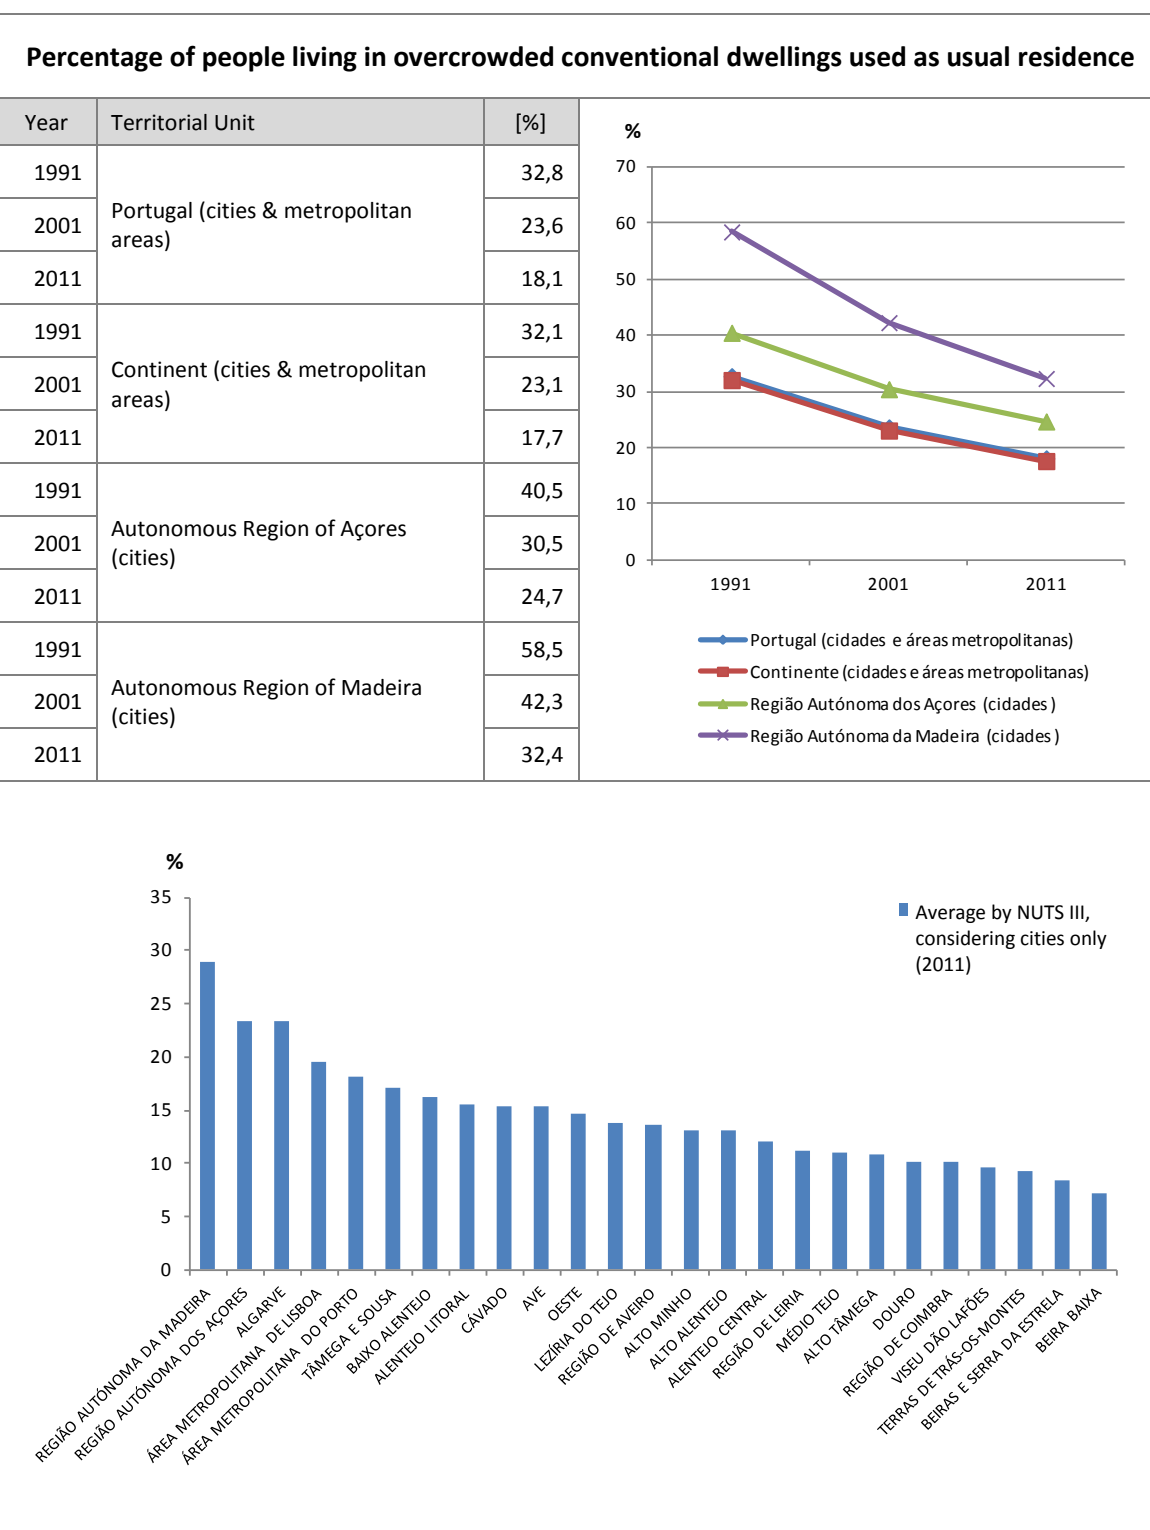 Percentage of people living in overcrowded conventional dwellings used as usual residence
Year Territorial Unit [%]
1991 32,8
Portugal (cities & metropolitan
2001 23,6
areas)
2011 18,1
1991 32,1
Continent (cities & metropolitan
2001 23,1
areas)
2011 17,7
1991 40,5
Autonomous Region of Açores
2001 30,5
(cities)
2011 24,7
1991 58,5
Autonomous Region of Madeira
2001 42,3
(cities)
2011 32,4
%
70
60
50
40
30
20
10
0
1991 2001 2011
Portugal (cidades e áreas metropolitanas)
Continente (cidades e áreas metropolitanas)
Região Autónoma dos Açores (cidades)
Região Autónoma da Madeira (cidades)
%
35
30
25
20
15
10
5
0
Average by NUTS III,
considering cities only
(2011)
REGIÃO AUTÓNOMA DA MADEIRA
REGIÃO AUTÓNOMA DOS AÇORES
ALGARVE
ÁREA METROPOLITANA DE LISBOA
ÁREA METROPOLITANA DO PORTO
TÂMEGA E SOUSA
BAIXO ALENTEJO
ALENTEJO LITORAL
CÁVADO
AVE
OESTE
LEZÍRIA DO TEJO
REGIÃO DE AVEIRO
ALTO MINHO
ALTO ALENTEJO
ALENTEJO CENTRAL
REGIÃO DE LEIRIA
MÉDIO TEJO
ALTO TÂMEGA
DOURO
REGIÃO DE COIMBRA
VISEU DÃO LAFÕES
TERRAS DE TRÁS-OS-MONTES
BEIRAS E SERRA DA ESTRELA
BEIRA BAIXA